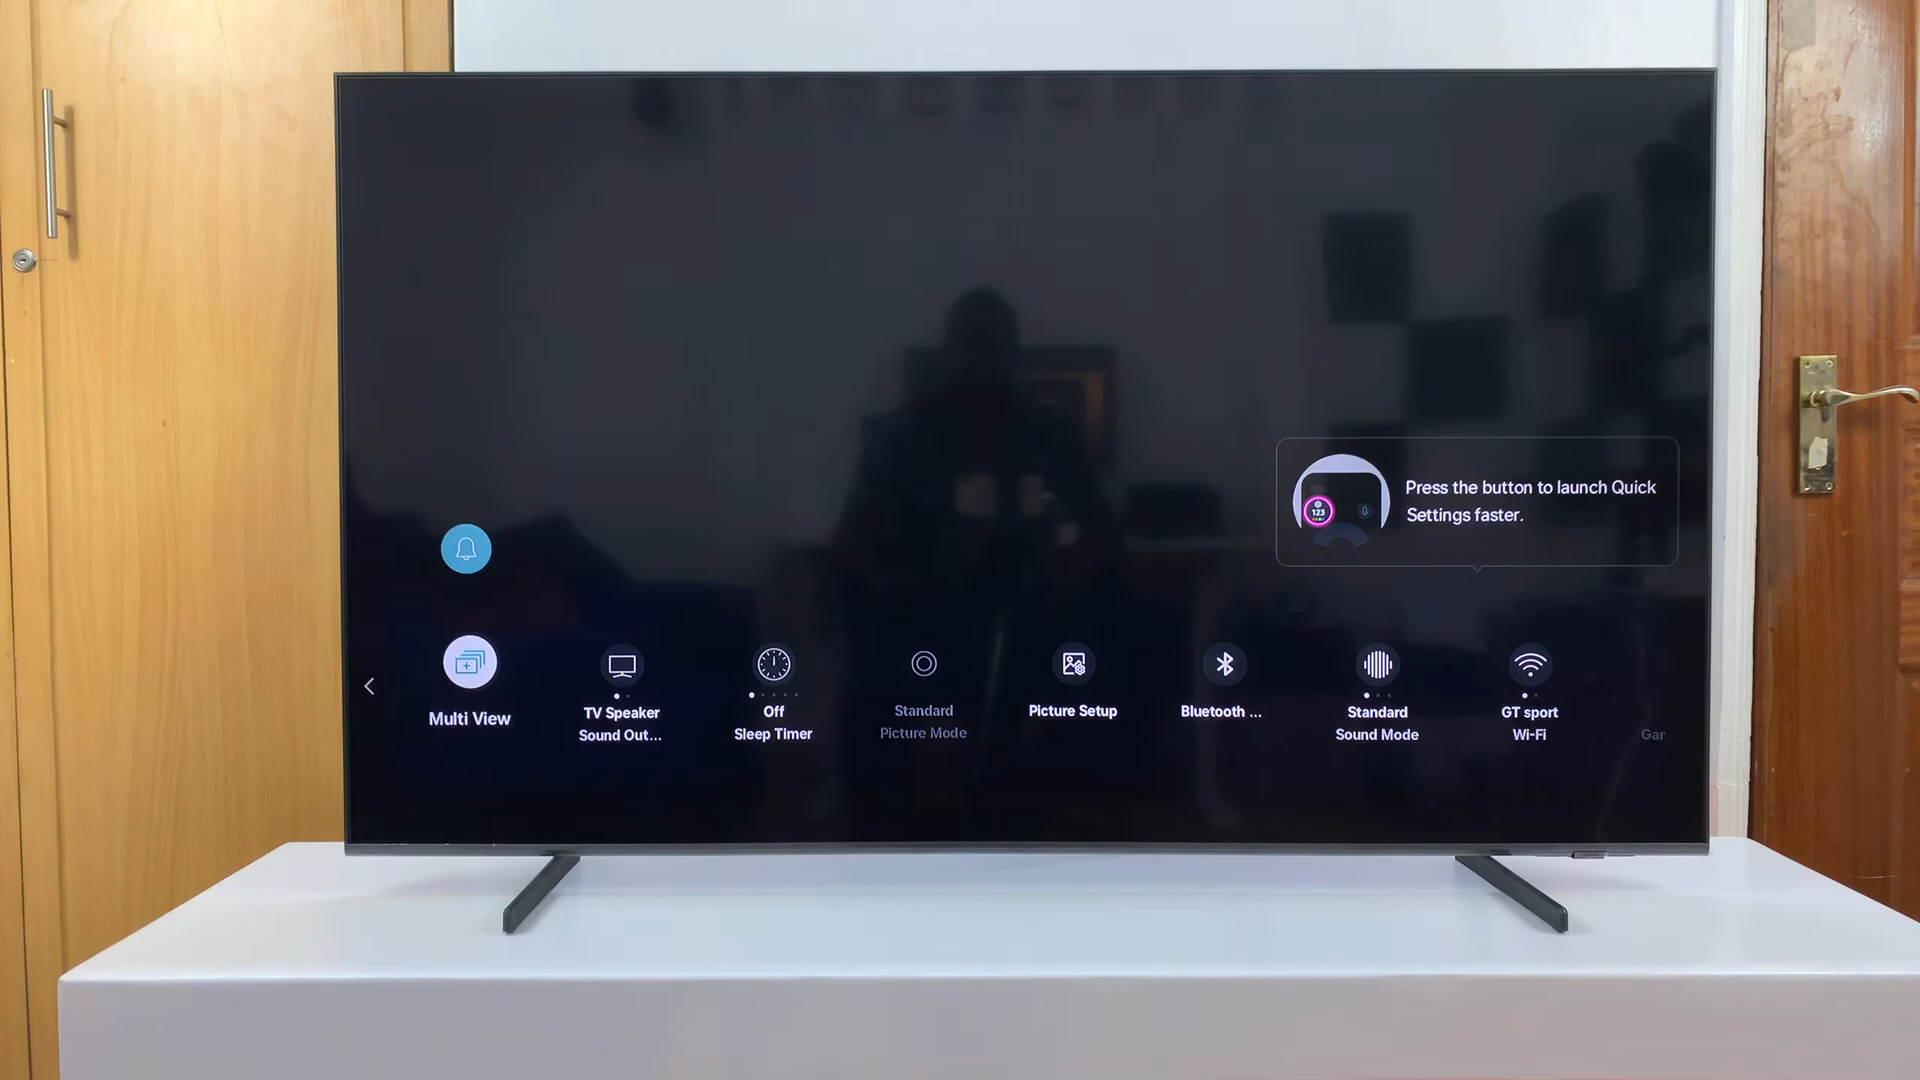 Press the button to launch Quick
Settings faster.
123
Multi View
TV Speaker
Sound Out...
Off
Sleep Timer
Standard
Picture Mode
Picture Setup
Bluetooth ...
Standard
Sound Mode
GT sport
Wi-Fi
Gar